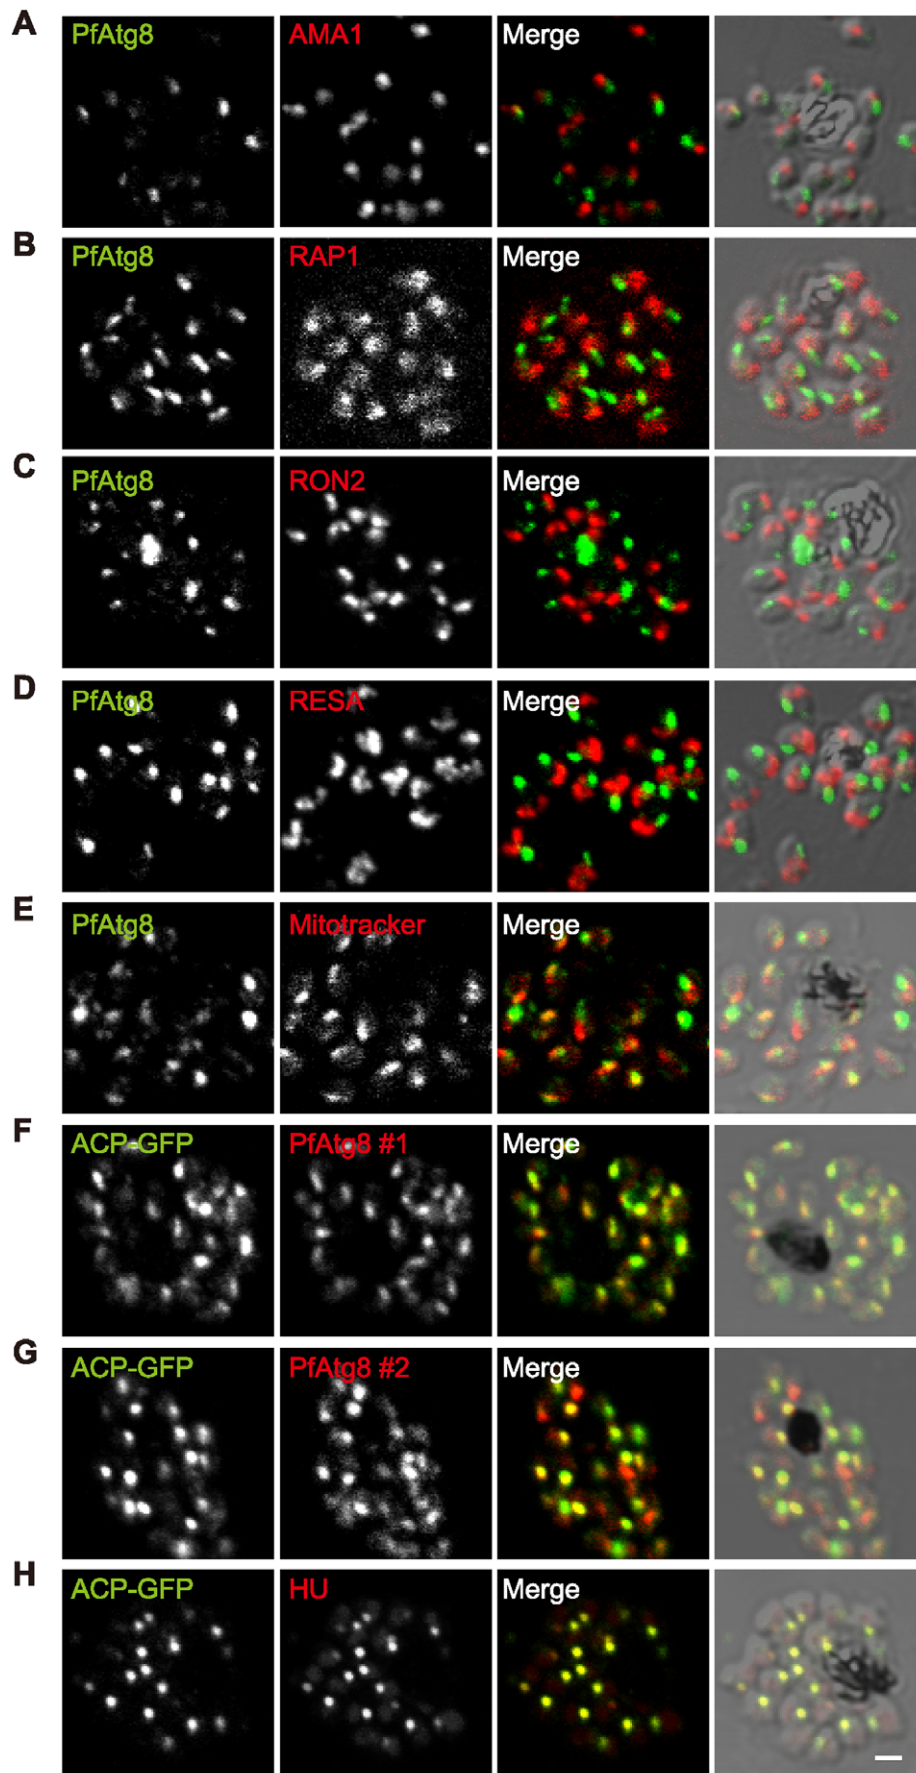 A PfAtg8 AMA1 Merge
B PfAtg8 RAP1 Merge
C PfAtg8 RON2 Merge
D PfAtg8 RESA Merge
E PfAtg8 Mitotracker Merge
F ACP-GFP PfAtg8 #1 Merge
G ACP-GFP PfAtg8 #2 Merge
H ACP-GFP HU Merge